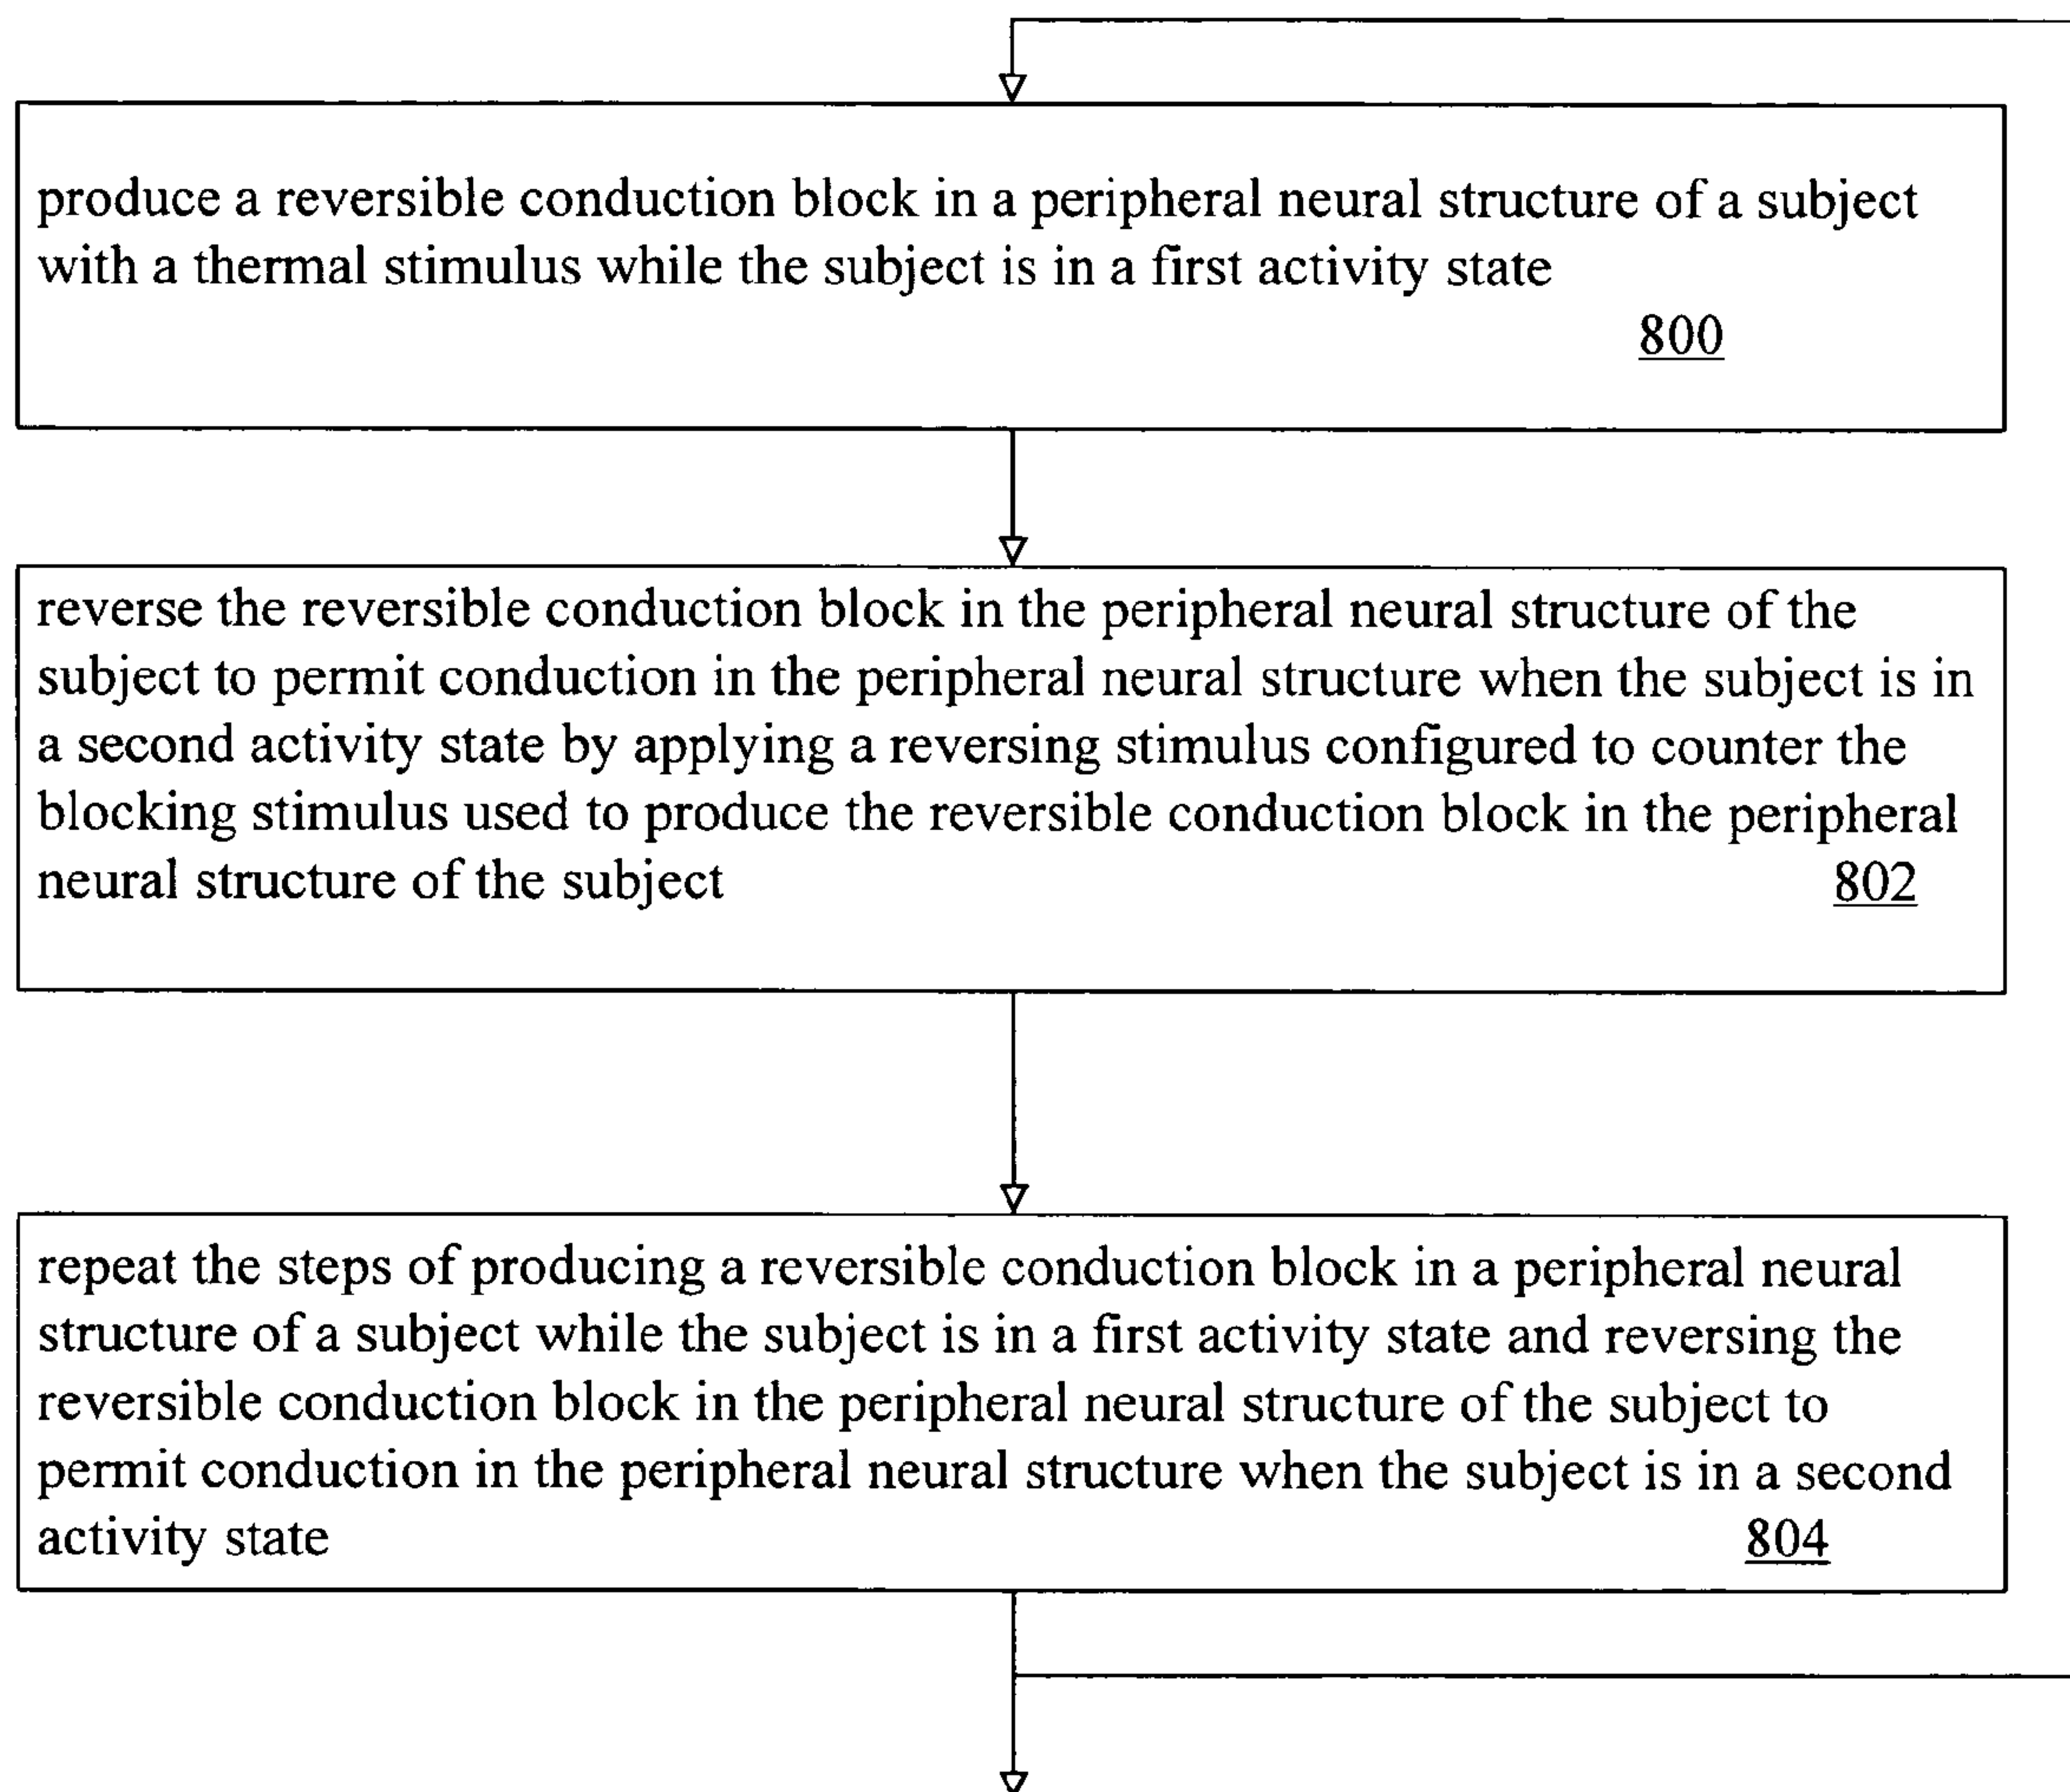 produce a reversible conduction block in a peripheral neural structure of a subject
with a thermal stimulus while the subject is in a first activity state
800
reverse the reversible conduction block in the peripheral neural structure of the
subject to permit conduction in the peripheral neural structure when the subject is in
a second activity state by applying a reversing stimulus configured to counter the
blocking stimulus used to produce the reversible conduction block in the peripheral
neural structure of the subject 802
repeat the steps of producing a reversible conduction block in a peripheral neural
structure of a subject while the subject is in a first activity state and reversing the
reversible conduction block in the peripheral neural structure of the subject to
permit conduction in the peripheral neural structure when the subject is in a second
activity state 804